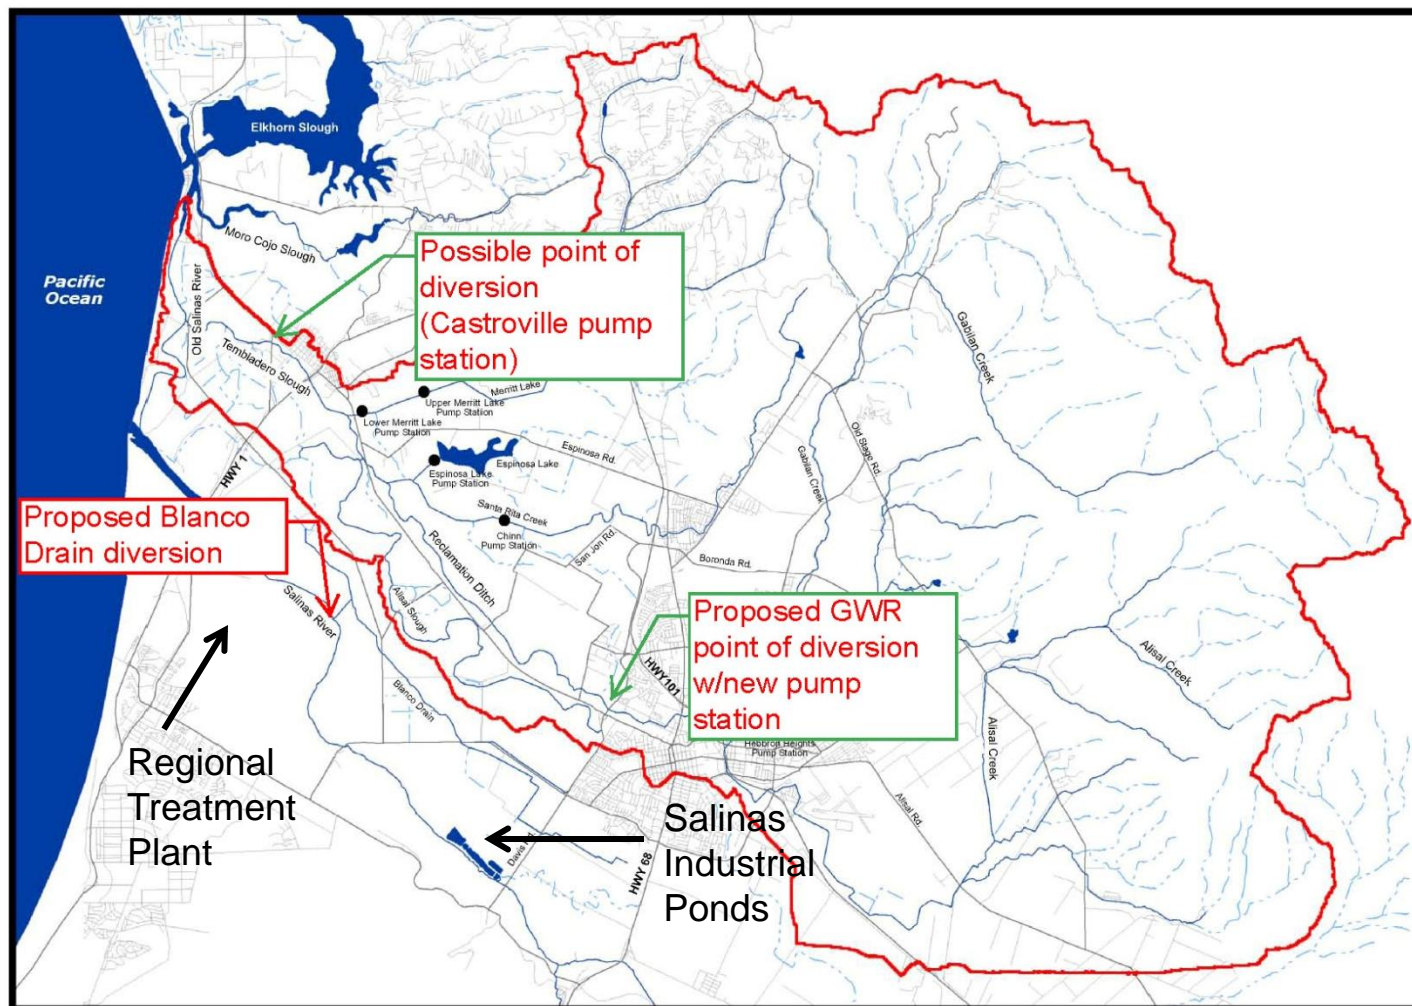 Elkhorn Slough
Moro Cojo Slough
Pacific
Ocean
Old Salinas River
Possible point of
diversion
(Castroville pump
station)
Tembladero Slough
Merritt Lake
Upper Merritt Lake
Pump Station
Lower Merritt Lake
Pump Station
Gabilan Creek
Gabilan Creek
Old Stage Rd.
Espinosa Rd.
Espinosa Lake
Espinosa Lake
Pump Station
HWY 1
Santa Rita Creek
Chinn
Pump Station
San Jon Rd.
Boronda Rd.
Proposed Blanco
Drain diversion
Reclamation Ditch
Salinas River
Alisal Slough
Proposed GWR
point of diversion
w/new pump
station
HWY101
Alisal Creek
Alisal Creek
Blanco Drain
Hebbron Heights
Pump Station
Regional
Treatment
Plant
Alisal Rd.
Salinas
Industrial
Ponds
Davis Rd.
HWY 68